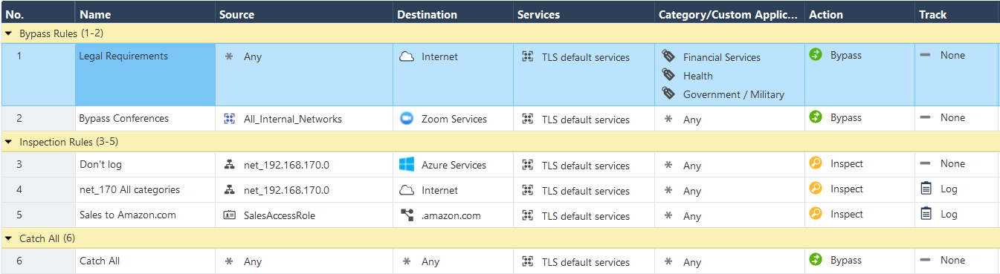 No. Name Source Destination Services Category/Custom Applic... Action Track
Bypass Rules (1-2)
1 Legal Requirements Any Internet TLS default services Financial Services Bypass None
Health
Government / Military
2 Bypass Conferences All_Internal_Networks Zoom Services TLS default services Any Bypass None
Inspection Rules (3-5)
3 Don't log net_192.168.170.0 Azure Services TLS default services Any Inspect None
4 net_170 All categories net_192.168.170.0 Internet TLS default services Any Inspect Log
5 Sales to Amazon.com SalesAccessRole .amazon.com TLS default services Any Inspect Log
Catch All (6)
6 Catch All Any Any TLS default services Any Bypass None